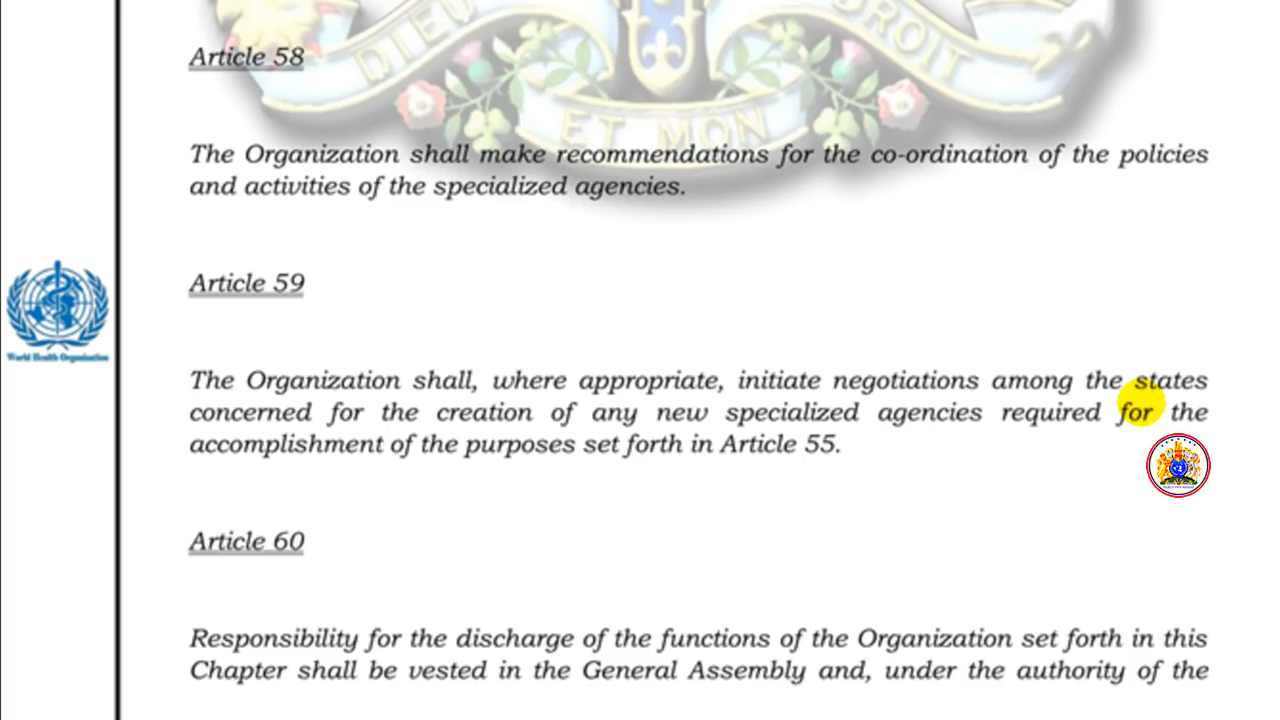 DIEU
DROIT
ET MON
Article 58
The Organization shall make recommendations for the co-ordination of the policies
and activities of the specialized agencies.
Article 59
World Health Organization
The Organization shall, where appropriate, initiate negotiations among the states
concerned for the creation of any new specialized agencies required for the
accomplishment of the purposes set forth in Article 55.
Article 60
Responsibility for the discharge of the functions of the Organization set forth in this
Chapter shall be vested in the General Assembly and, under the authority of the